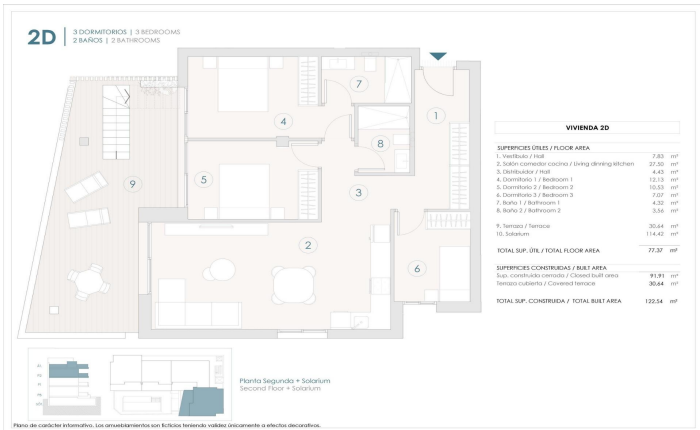 2D
3 DORMITORIOS | 3 BEDROOMS
2 BAÑOS | 2 BATHROOMS
7
1
4
8
5
9
3
2
6
VIVIENDA 2D
SUPERFICIES ÚTILES / FLOOR AREA
1. Vestíbulo / Hall 7.83 m²
2. Salón comedor cocina / Living dinning kitchen 27.50 m²
3. Distribuidor / Hall 4.43 m²
4. Dormitorio 1 / Bedroom 1 12.13 m²
5. Dormitorio 2 / Bedroom 2 10.53 m²
6. Dormitorio 3 / Bedroom 3 7.07 m²
7. Baño 1 / Bathroom 1 4.32 m²
8. Baño 2 / Bathroom 2 3.56 m²
9. Terraza / Terrace 30.64 m²
10. Solarium 114.42 m²
TOTAL SUP. ÚTIL / TOTAL FLOOR AREA 77.37 m²
SUPERFICIES CONSTRUIDAS / BUILT AREA
Sup. construida cerrada / Closed built area 91.91 m²
Terraza cubierta / Covered terrace 30.64 m²
TOTAL SUP. CONSTRUIDA / TOTAL BUILT AREA 122.54 m²
Planta Segunda + Solarium
Second Floor + Solarium
Plano de carácter informativo. Los amueblamientos son ficticios teniendo validez únicamente a efectos decorativos.